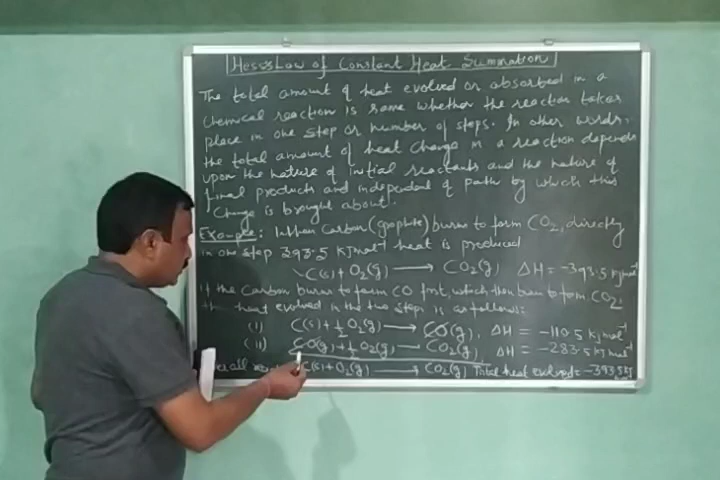 Hess's Law of Constant Heat Summation
The total amount of heat evolved or absorbed in a
chemical reaction is same whether the reaction takes
place in one step or number of steps. In other words,
the total amount of heat change in a reaction depends
upon the nature of initial reactants and the nature of
final products and independent of path by which this
change is brought about.
Example: When Carbon (graphite) burns to form CO2, directly
in one step 393.5 KJmol⁻¹ heat is produced
C(s) + O2(g) ⟶ CO2(g) ΔH = -393.5 kjmol⁻¹
If the Carbon burns to form CO first, which then burns to form CO2,
the heat evolved in the two steps is as follows:
(i) C(s) + ½ O2(g) ⟶ CO(g), ΔH = -110.5 kjmol⁻¹
(ii) CO(g) + ½ O2(g) ⟶ CO2(g), ΔH = -283.5 kjmol⁻¹
C(s) + O2(g) ⟶ CO2(g) Total heat evolved = -393.5 kj